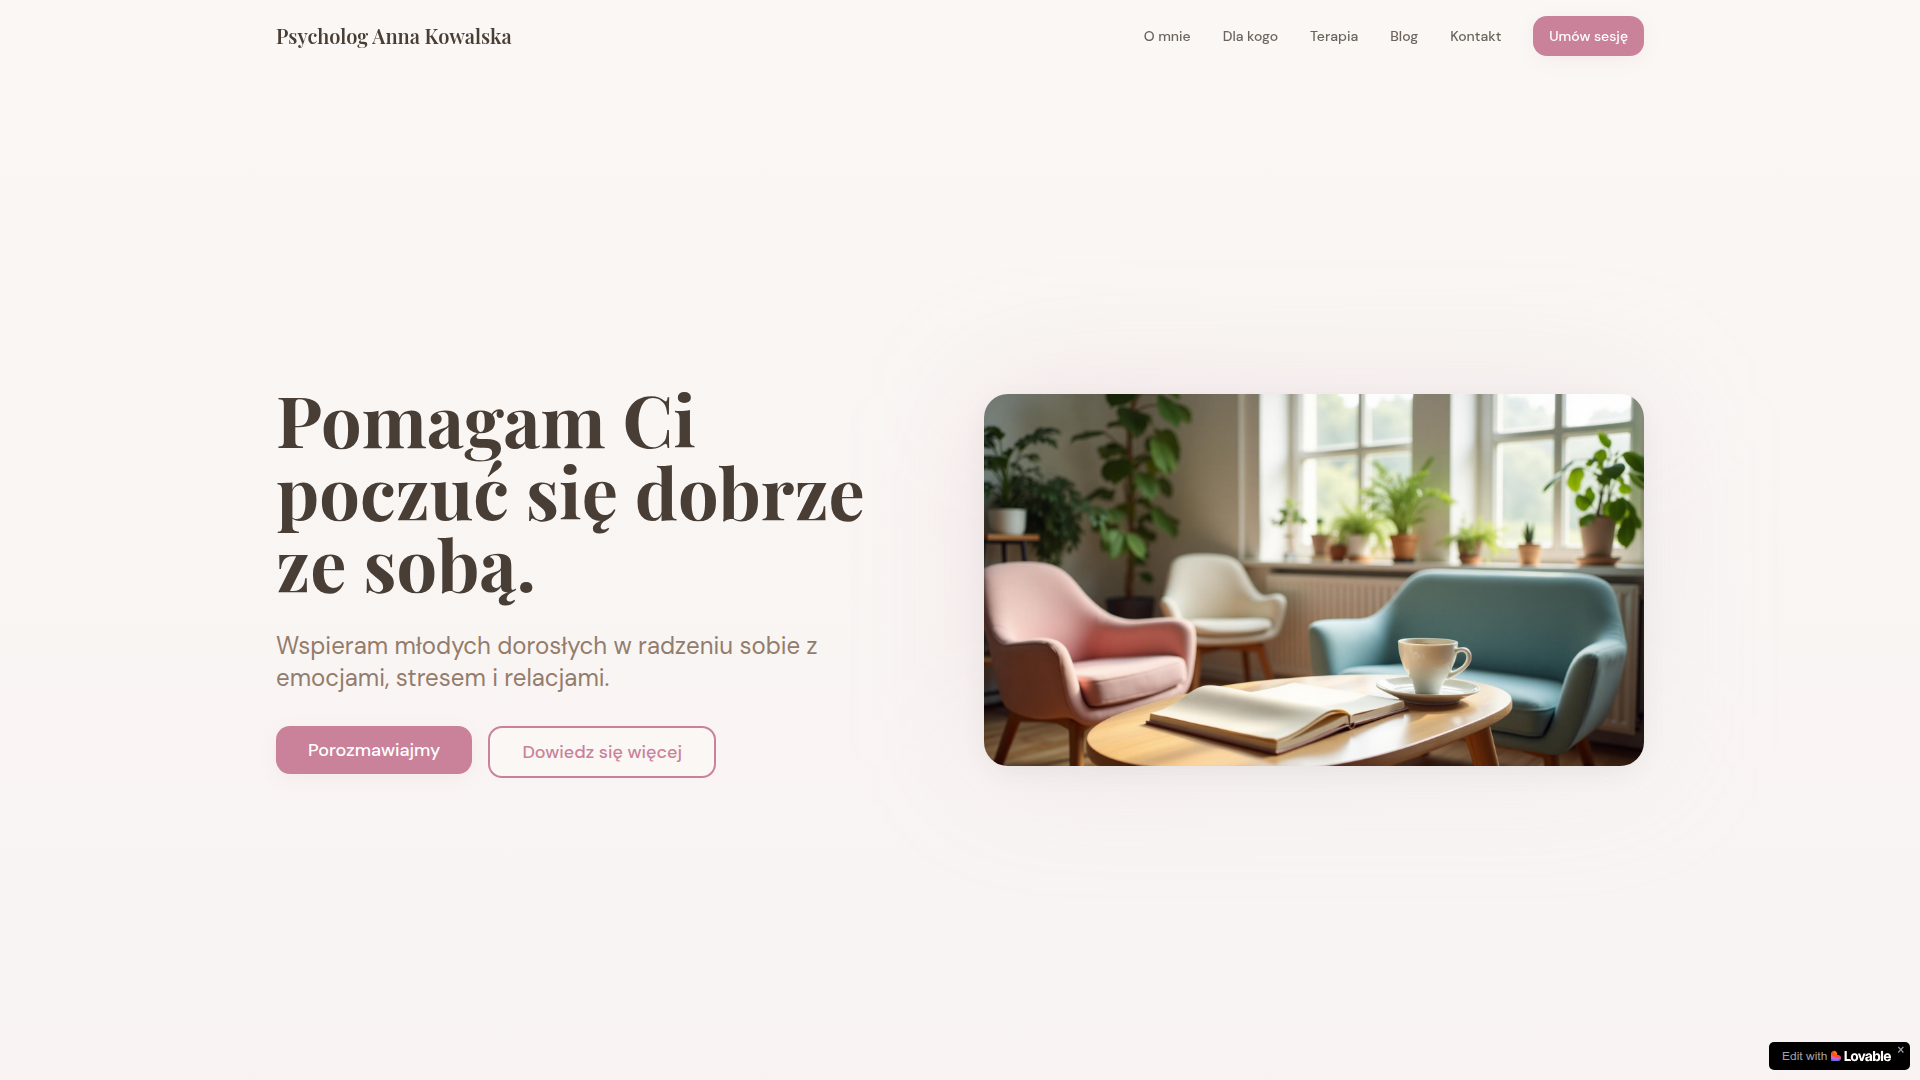 Psycholog Anna Kowalska
O mnie
Dla kogo
Terapia
Blog
Kontakt
Umów sesję
Pomagam Ci
poczuć się dobrze
ze sobą.
Wspieram młodych dorosłych w radzeniu sobie z
emocjami, stresem i relacjami.
Porozmawiajmy
Dowiedz się więcej
Edit with Lovable ×